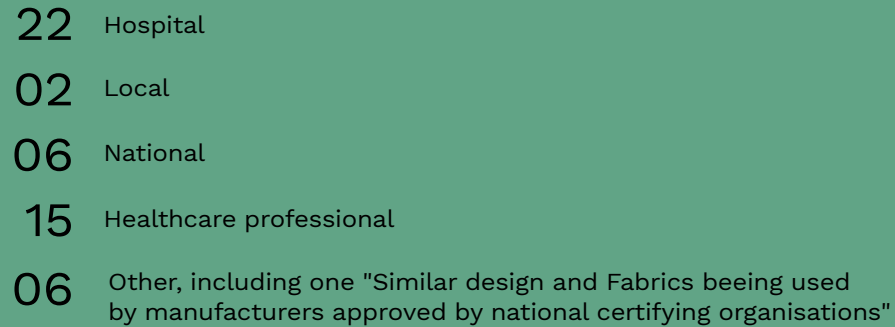 22 Hospital
02 Local
06 National
15 Healthcare professional
06 Other, including one "Similar design and Fabrics beeing used
by manufacturers approved by national certifying organisations"